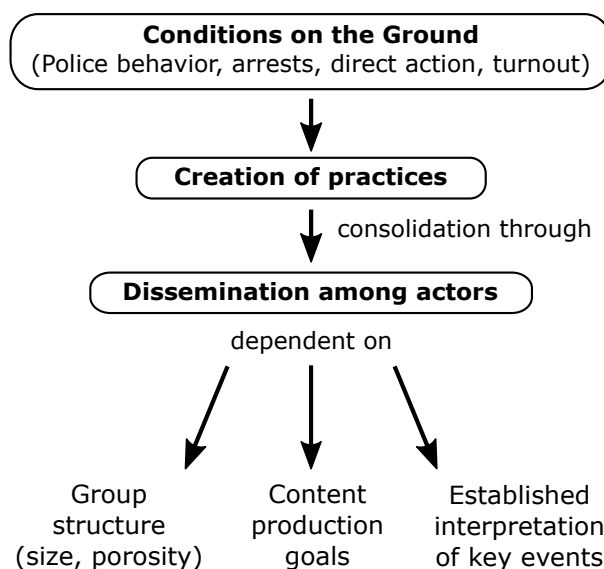 Conditions on the Ground
(Police behavior, arrests, direct action, turnout)
Creation of practices
consolidation through
Dissemination among actors
dependent on
Group
structure
(size, porosity)
Content
production
goals
Established
interpretation
of key events